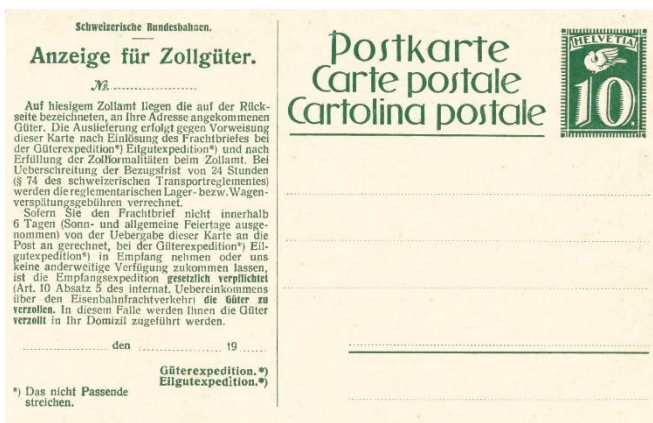 Schweizerische Bundesbahnen.
Anzeige für Zollgüter.
№
Auf hiesigem Zollamt liegen die auf der Rück-
seite bezeichneten, an Ihre Adresse angekommenen
Güter. Die Auslieferung erfolgt gegen Vorweisung
dieser Karte nach Einlösung des Frachtbriefes bei
der Güterexpedition*) Eilgutexpedition*) und nach
Erfüllung der Zollformalitäten beim Zollamt. Bei
Ueberschreitung der Bezugsfrist von 24 Stunden
(§ 74 des schweizerischen Transportreglementes)
werden die reglementarischen Lager- bezw. Wagen-
verspätungsgebühren verrechnet.
Sofern Sie den Frachtbrief nicht innerhalb
6 Tagen (Sonn- und allgemeine Feiertage ausge-
nommen) von der Uebergabe dieser Karte an die
Post an gerechnet, bei der Güterexpedition*) Eil-
gutexpedition*) in Empfang nehmen oder uns
keine anderweitige Verfügung zukommen lassen,
ist die Empfangsexpedition gesetzlich verpflichtet
(Art. 10 Absatz 5 des internat. Uebereinkommens
über den Eisenbahnfrachtverkehr) die Güter zu
verzollen. In diesem Falle werden Ihnen die Güter
verzollt in Ihr Domizil zugeführt werden.
den 19
Güterexpedition.*)
Eilgutexpedition.*)
*) Das nicht Passende
streichen.
Postkarte
Carte postale
Cartolina postale
HELVETIA
10